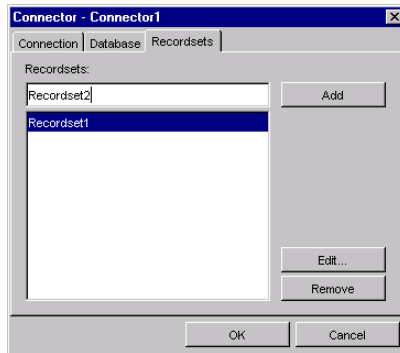 Connector - Connector1
Connection Database Recordsets
Recordsets:
Recordset2
Add
Recordset1
Edit...
Remove
OK Cancel